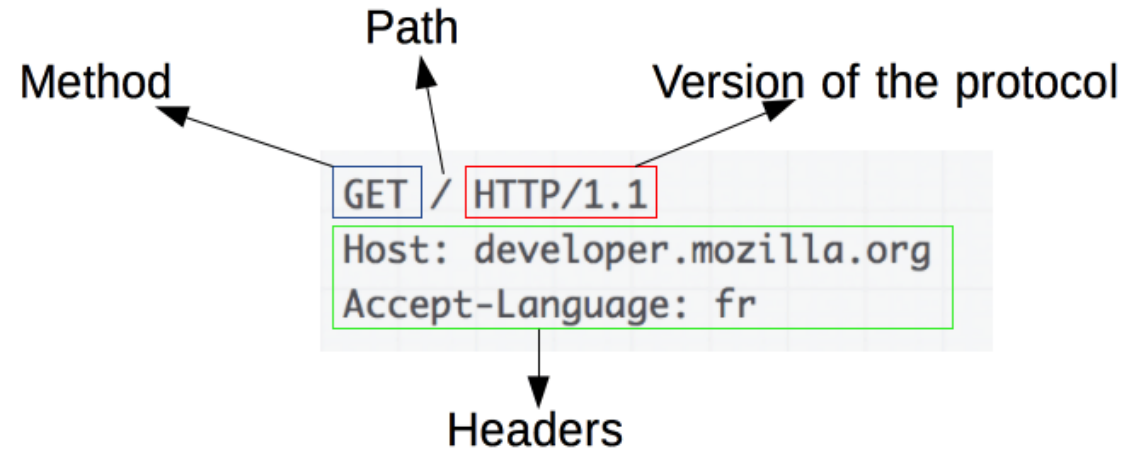 Path
Method
Version of the protocol
GET / HTTP/1.1
Host: developer.mozilla.org
Accept-Language: fr
Headers